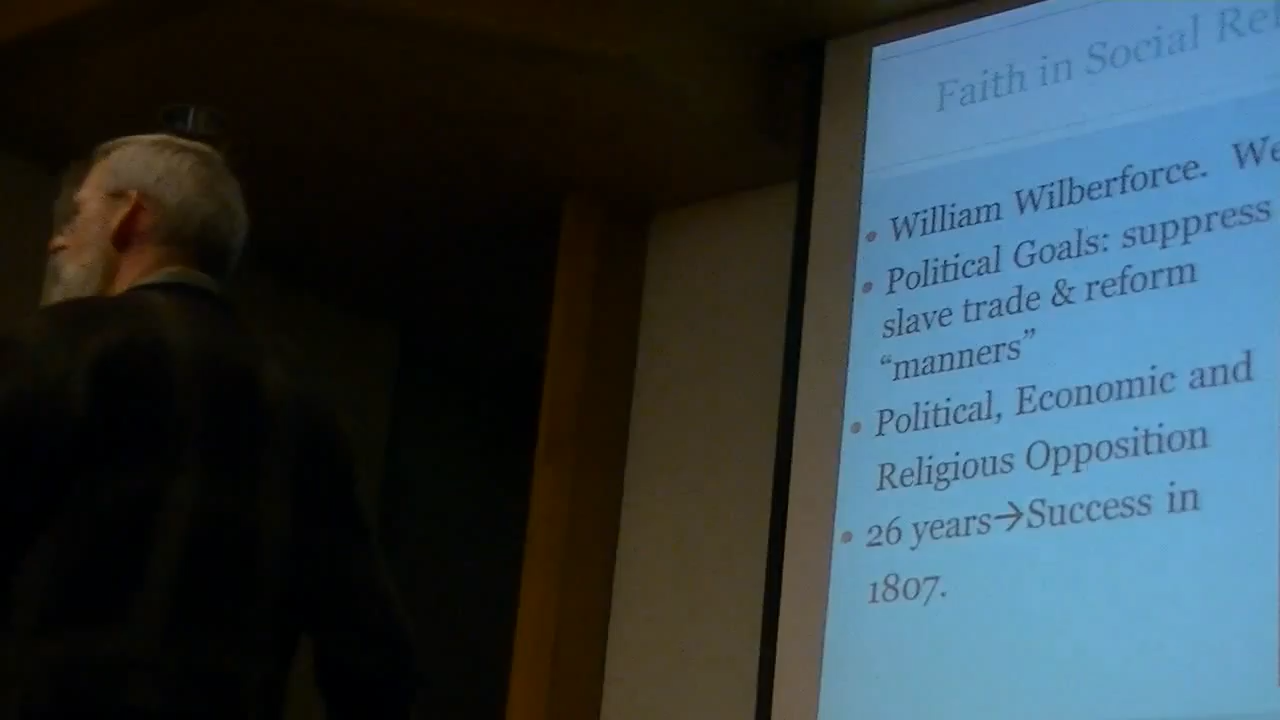 Faith in Social Re
• William Wilberforce. We
• Political Goals: suppress
slave trade & reform
“manners”
• Political, Economic and
Religious Opposition
• 26 years→Success in
1807.